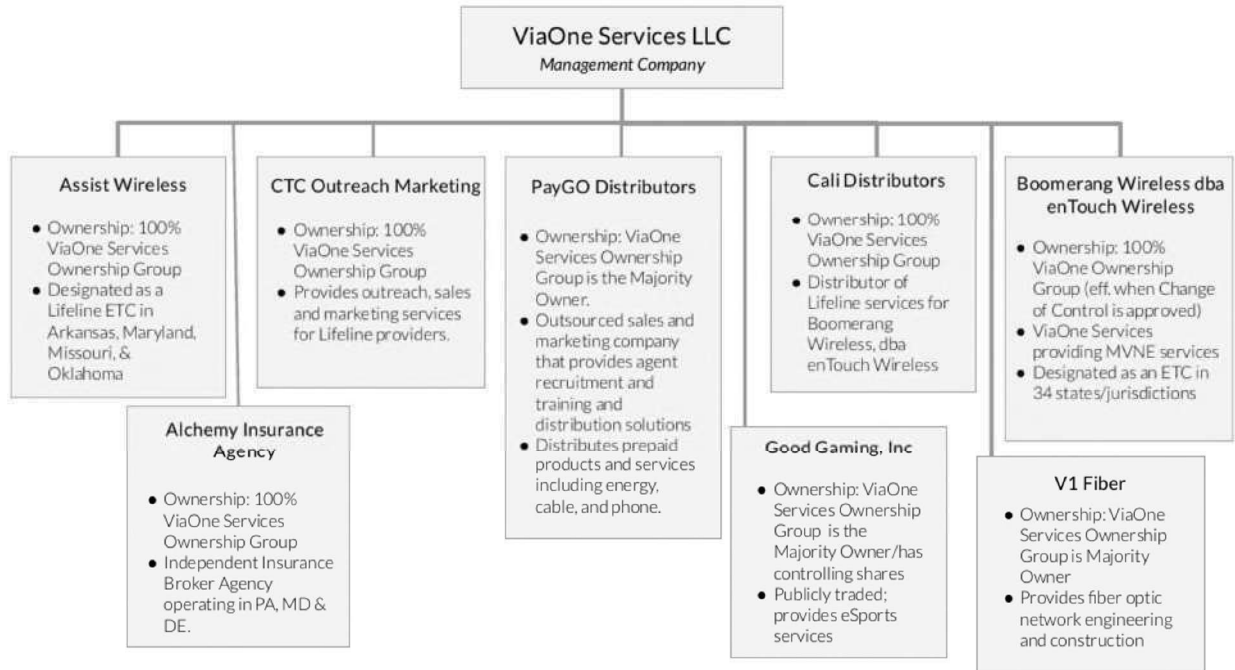 ViaOne Services LLC
Management Company
Assist Wireless
● Ownership: 100%
ViaOne Services
Ownership Group
● Designated as a
Lifeline ETC in
Arkansas, Maryland,
Missouri, &
Oklahoma
CTC Outreach Marketing
● Ownership: 100%
ViaOne Services
Ownership Group
● Provides outreach, sales
and marketing services
for Lifeline providers.
PayGO Distributors
● Ownership: ViaOne
Services Ownership
Group is the Majority
Owner.
● Outsourced sales and
marketing company
that provides agent
recruitment and
training and
distribution solutions
● Distributes prepaid
products and services
including energy,
cable, and phone.
Cali Distributors
● Ownership: 100%
ViaOne Services
Ownership Group
● Distributor of
Lifeline services for
Boomerang
Wireless, dba
enTouch Wireless
Boomerang Wireless dba
enTouch Wireless
● Ownership: 100%
ViaOne Ownership
Group (eff. when Change
of Control is approved)
● ViaOne Services
providing MVNE services
● Designated as an ETC in
34 states/jurisdictions
Alchemy Insurance
Agency
● Ownership: 100%
ViaOne Services
Ownership Group
● Independent Insurance
Broker Agency
operating in PA, MD &
DE.
Good Gaming, Inc
● Ownership: ViaOne
Services Ownership
Group is the
Majority Owner/has
controlling shares
● Publicly traded;
provides eSports
services
V1 Fiber
● Ownership: ViaOne
Services Ownership
Group is Majority
Owner
● Provides fiber optic
network engineering
and construction